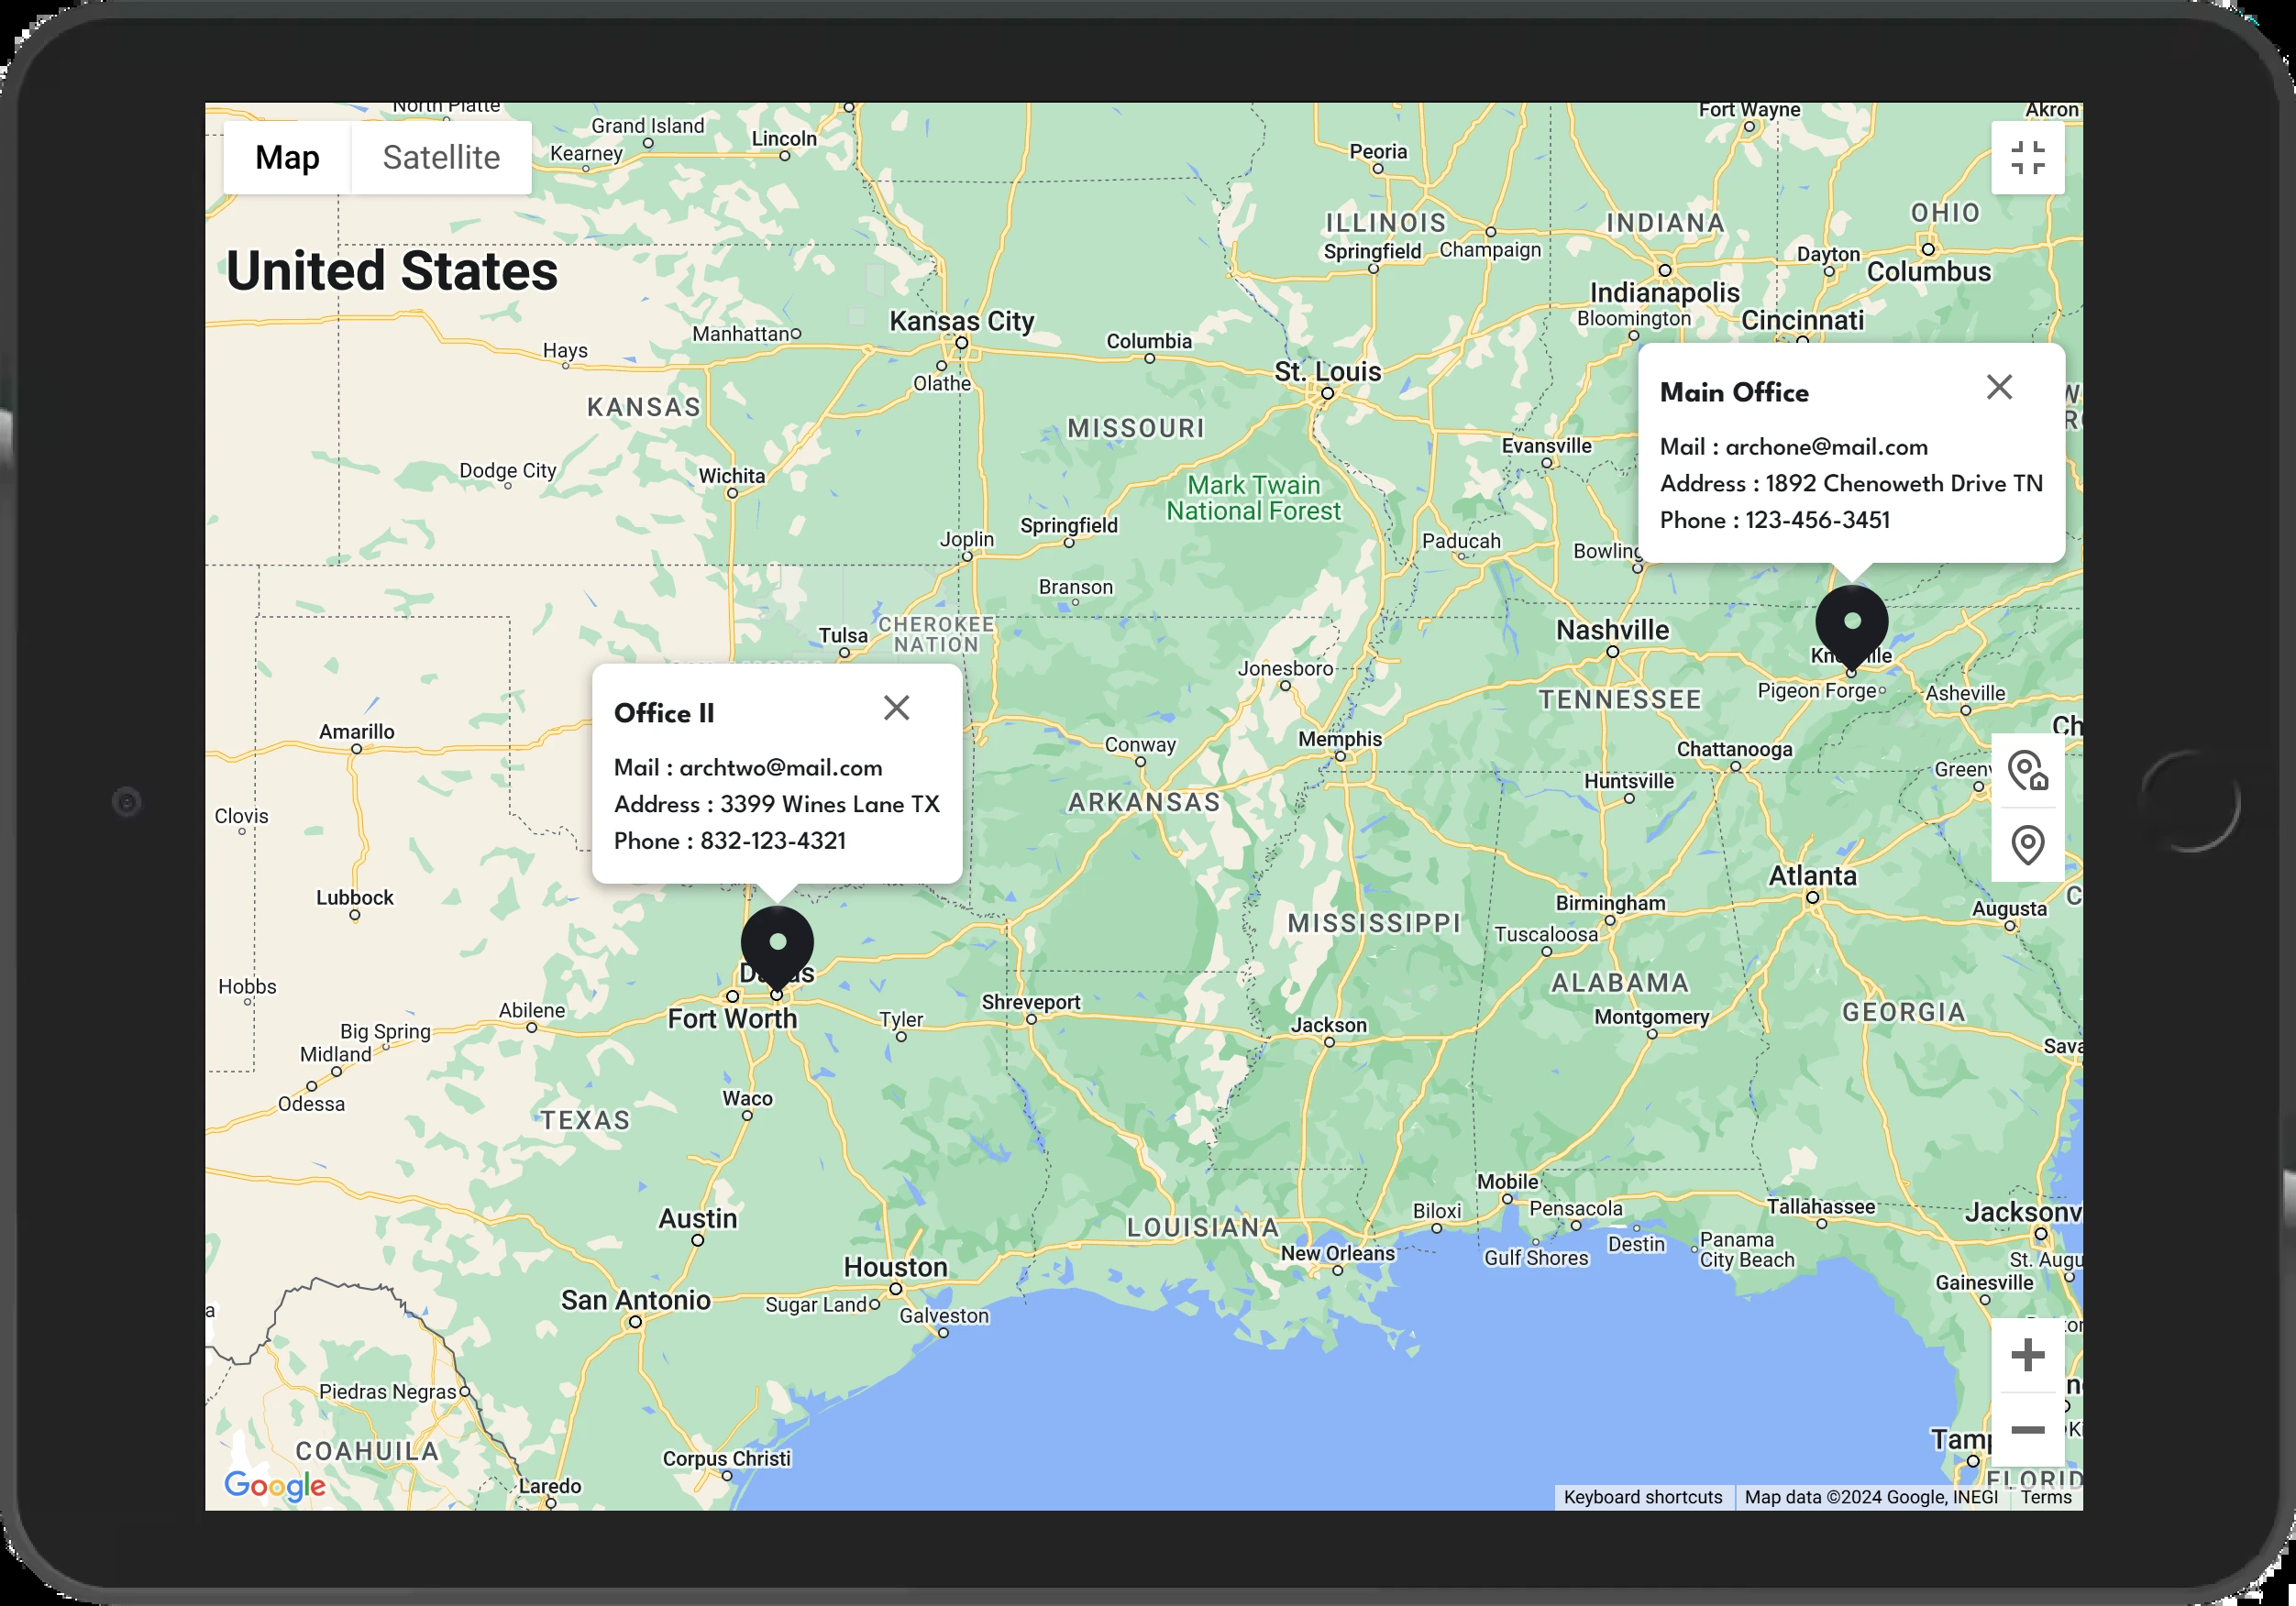 North Platte
Grand Island
Kearney
Lincoln
Fort Wayne
Akron
Map
Satellite
Peoria
ILLINOIS
INDIANA
OHIO
Springfield
Champaign
Dayton
Columbus
United States
Indianapolis
Bloomington
Cincinnati
Manhattan
Kansas City
Columbia
Hays
Olathe
St. Louis
KANSAS
MISSOURI
Main Office
Mail : archone@mail.com
Address : 1892 Chenoweth Drive TN
Phone : 123-456-3451
Evansville
Dodge City
Wichita
Mark Twain
National Forest
Springfield
Joplin
Paducah
Bowling
Branson
CHEROKEE
NATION
Tulsa
Nashville
Jonesboro
Pigeon Forge
Asheville
TENNESSEE
Office II
Mail : archtwo@mail.com
Address : 3399 Wines Lane TX
Phone : 832-123-4321
Amarillo
Conway
Memphis
Chattanooga
Ch
Huntsville
Greenv
ARKANSAS
Clovis
Lubbock
Atlanta
Birmingham
Augusta
C
MISSISSIPPI
Tuscaloosa
Hobbs
ALABAMA
Abilene
Fort Worth
Tyler
Shreveport
Jackson
Montgomery
GEORGIA
Big Spring
Midland
Odessa
Sava
Waco
TEXAS
Austin
Mobile
Biloxi
Pensacola
Tallahassee
Jacksonv
LOUISIANA
New Orleans
Gulf Shores
Destin
Panama
City Beach
St. Augu
Houston
Gainesville
San Antonio
Sugar Land
Galveston
a
Piedras Negras
COAHUILA
Corpus Christi
Tamp
Laredo
FLORID
Google
Keyboard shortcuts
Map data ©2024 Google, INEGI
Terms